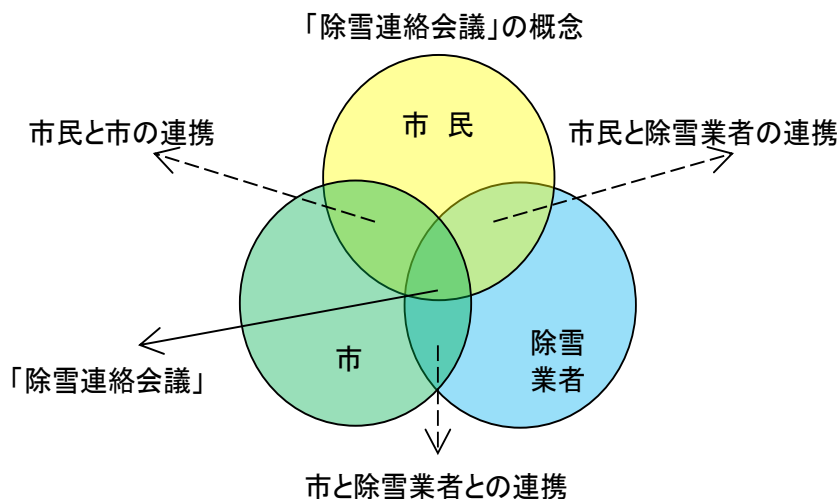 「除雪連絡会議」の概念
市 民
市民と市の連携
市民と除雪業者の連携
市
除雪
業者
「除雪連絡会議」
市と除雪業者との連携